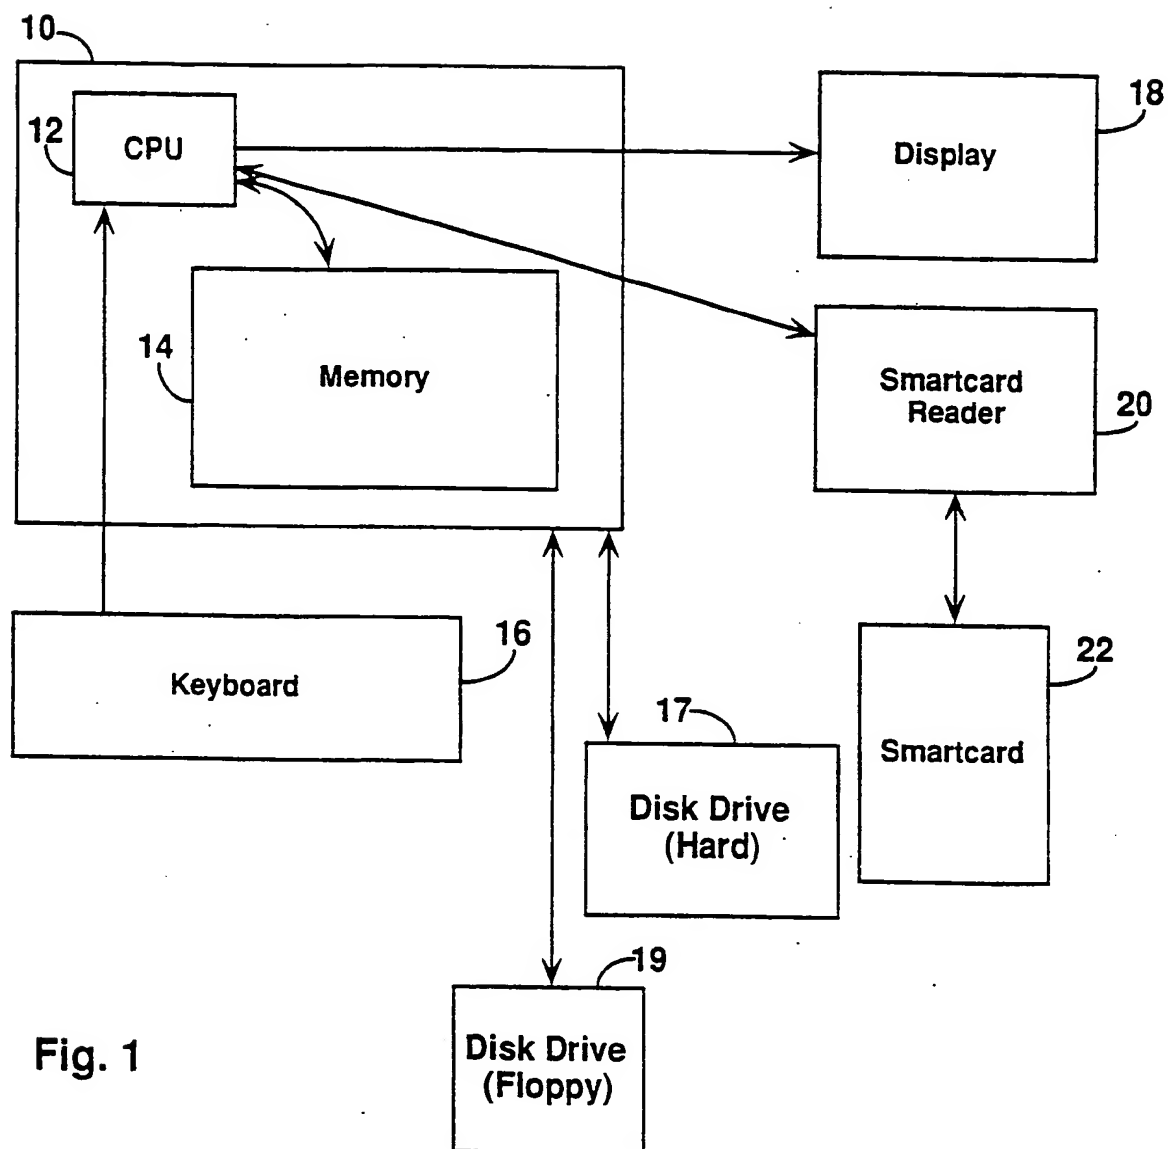 10
12
CPU
Display
18
14
Memory
Smartcard
Reader
20
Keyboard
16
17
Disk Drive
(Hard)
22
Smartcard
19
Disk Drive
(Floppy)
Fig. 1